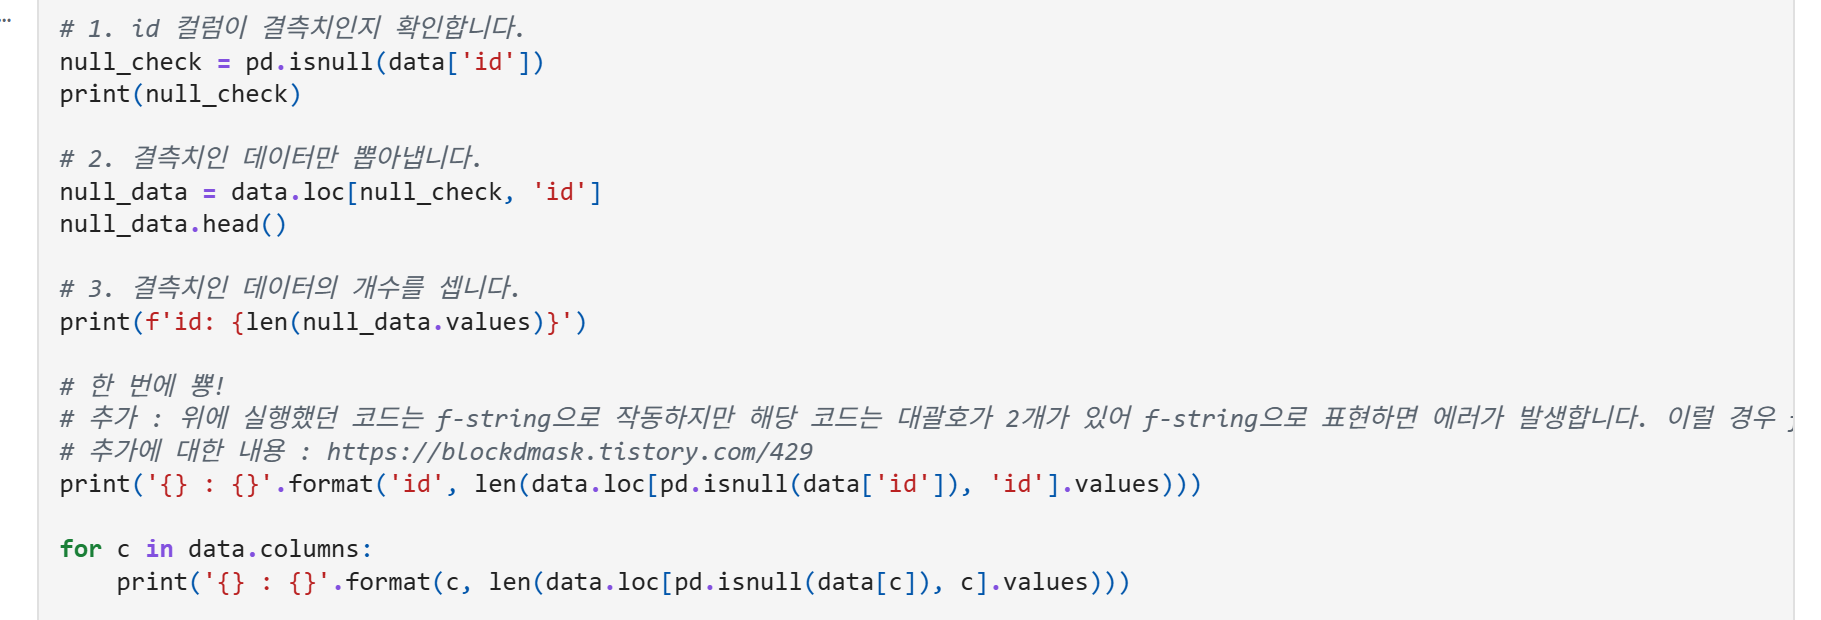 # 1. id 컬럼이 결측치인지 확인합니다.
null_check = pd.isnull(data['id'])
print(null_check)
# 2. 결측치인 데이터만 뽑아냅니다.
null_data = data.loc[null_check, 'id']
null_data.head()
# 3. 결측치인 데이터의 개수를 셉니다.
print(f'id: {len(null_data.values)}')
# 한 번에 뿅!
# 추가 : 위에 실행했던 코드는 f-string으로 작동하지만 해당 코드는 대괄호가 2개가 있어 f-string으로 표현하면 에러가 발생합니다. 이럴 경우
# 추가에 대한 내용 : https://blockdmask.tistory.com/429
print('{} : {}'.format('id', len(data.loc[pd.isnull(data['id']), 'id'].values)))
for c in data.columns:
    print('{} : {}'.format(c, len(data.loc[pd.isnull(data[c]), c].values)))